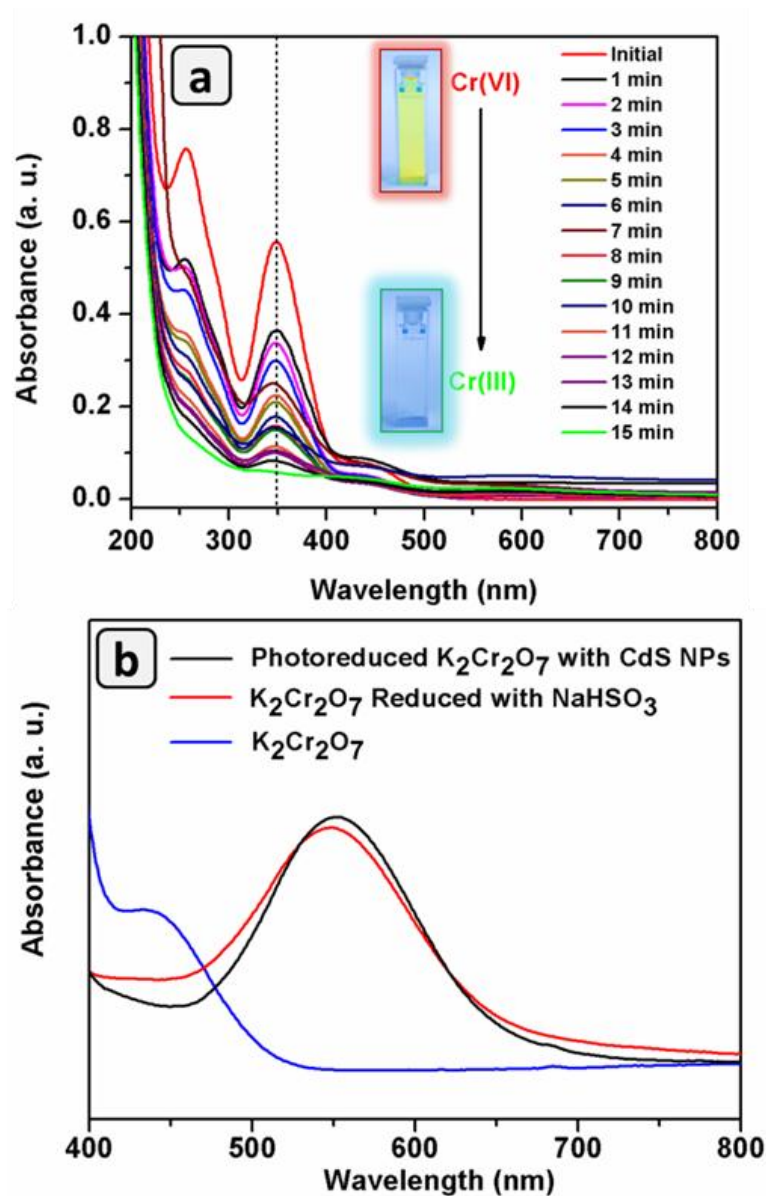 a
1.0
0.8
0.6
0.4
0.2
0.0
Absorbance (a. u.)
200 300 400 500 600 700 800
Wavelength (nm)
Cr(VI)
Cr(III)
Initial
1 min
2 min
3 min
4 min
5 min
6 min
7 min
8 min
9 min
10 min
11 min
12 min
13 min
14 min
15 min
b
Photoreduced K₂Cr₂O₇ with CdS NPs
K₂Cr₂O₇ Reduced with NaHSO₃
K₂Cr₂O₇
Absorbance (a. u.)
400 500 600 700 800
Wavelength (nm)